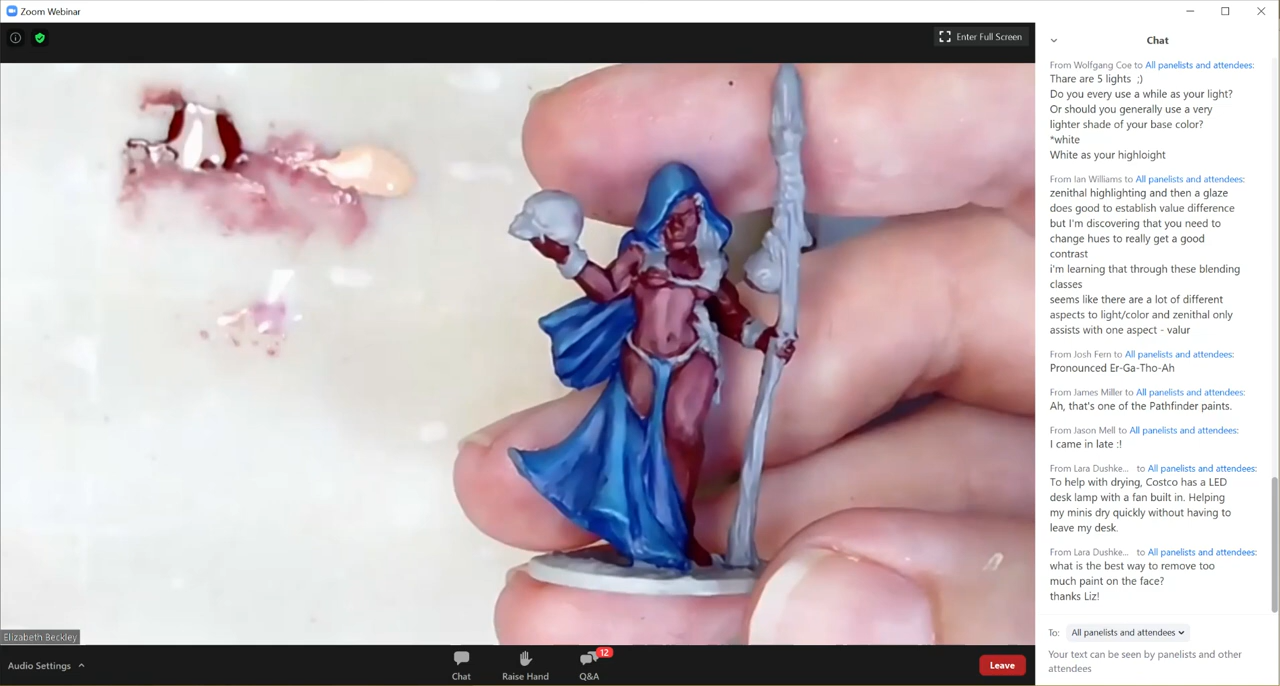 Zoom Webinar
Enter Full Screen
Elizabeth Beckley
Audio Settings
Chat
Raise Hand
12
Q&A
Leave
Chat
From Wolfgang Coe to All panelists and attendees:
Thare are 5 lights ;)
Do you every use a while as your light?
Or should you generally use a very
lighter shade of your base color?
*white
White as your highloight
From Ian Williams to All panelists and attendees:
zenithal highlighting and then a glaze
does good to establish value difference
but I'm discovering that you need to
change hues to really get a good
contrast
i'm learning that through these blending
classes
seems like there are a lot of different
aspects to light/color and zenithal only
assists with one aspect - valur
From Josh Fem to All panelists and attendees:
Pronounced Er-Ga-Tho-Ah
From James Miller to All panelists and attendees:
Ah, that's one of the Pathfinder paints.
From Jason Mell to All panelists and attendees:
I came in late :!
From Lara Dushke... to All panelists and attendees:
To help with drying, Costco has a LED
desk lamp with a fan built in. Helping
my minis dry quickly without having to
leave my desk.
From Lara Dushke... to All panelists and attendees:
what is the best way to remove too
much paint on the face?
thanks Liz!
To: All panelists and attendees
Your text can be seen by panelists and other
attendees